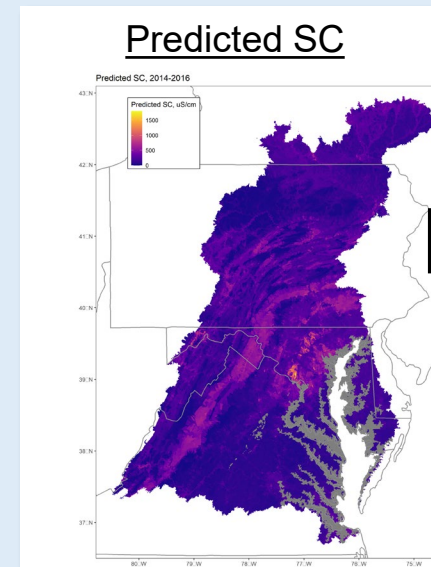 Predicted SC
Predicted SC, 2014-2016
Predicted SC, uS/cm
1500
1000
500
0
43°N
42°N
41°N
40°N
39°N
38°N
37°N
80°W
79°W
78°W
77°W
76°W
75°W